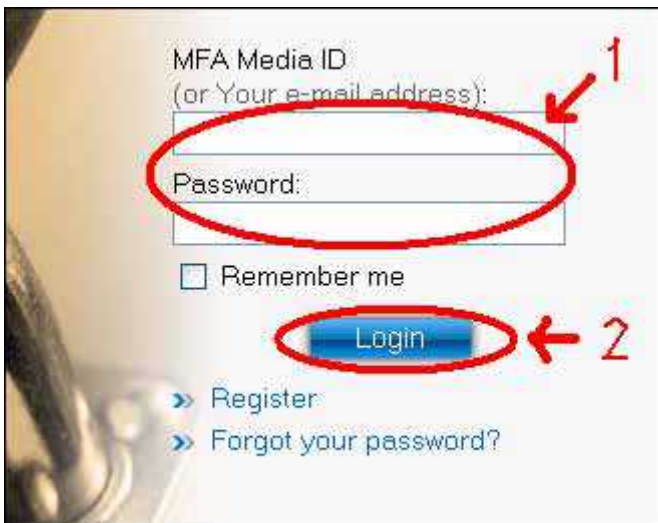 MFA Media ID
1
(or Your e-mail address):
Password:
Remember me
Login
2
Register
Forgot your password?